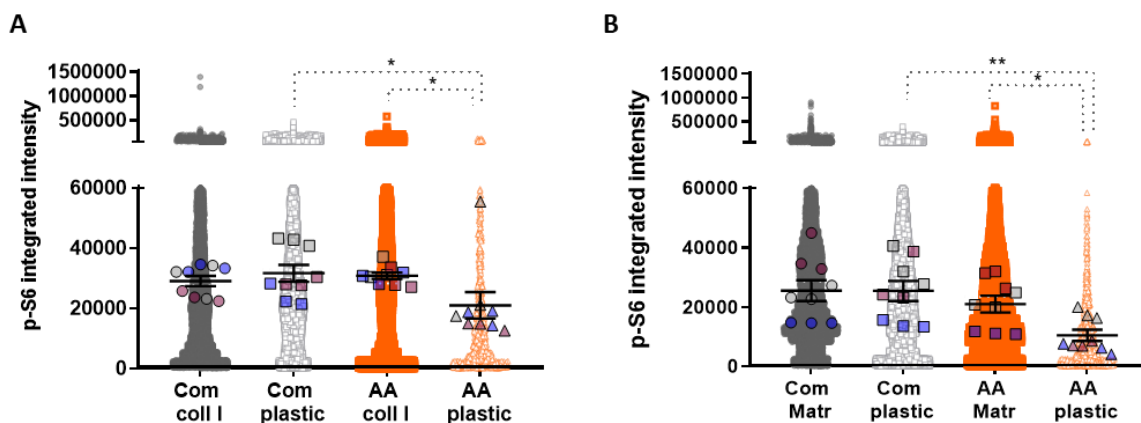 A
p-S6 integrated intensity
1500000
1000000
500000
60000
40000
20000
0
*
*
Com coll I
Com plastic
AA coll I
AA plastic
B
p-S6 integrated intensity
1500000
1000000
500000
60000
40000
20000
0
**
*
Com Matr
Com plastic
AA Matr
AA plastic